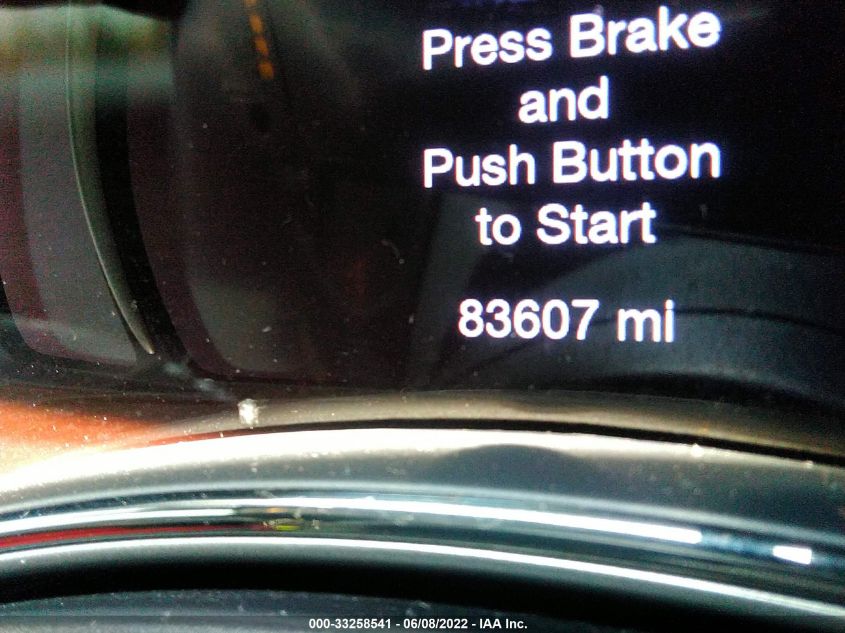 Press Brake
and
Push Button
to Start
83607 mi
000-33258541 - 06/08/2022 - IAA Inc.